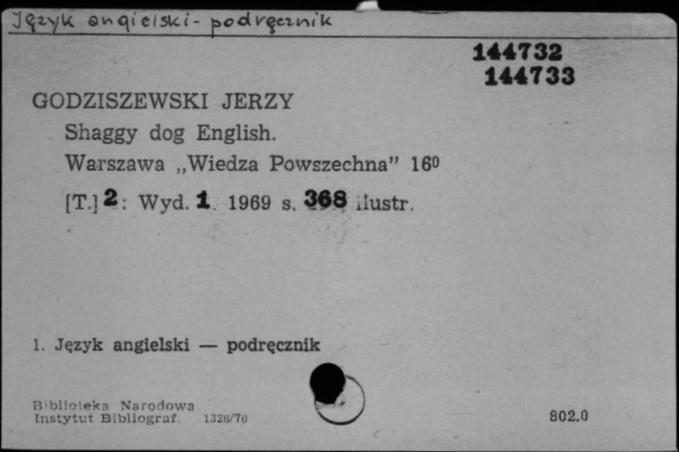 Język angielski - podręcznik
144732
144733
GODZISZEWSKI JERZY
Shaggy dog English.
Warszawa „Wiedza Powszechna” 16⁰
[T.] 2: Wyd. 1. 1969 s. 368 ilustr.
1. Język angielski — podręcznik
Biblioteka Narodowa
Instytut Bibliograf. 1326/70
802.0